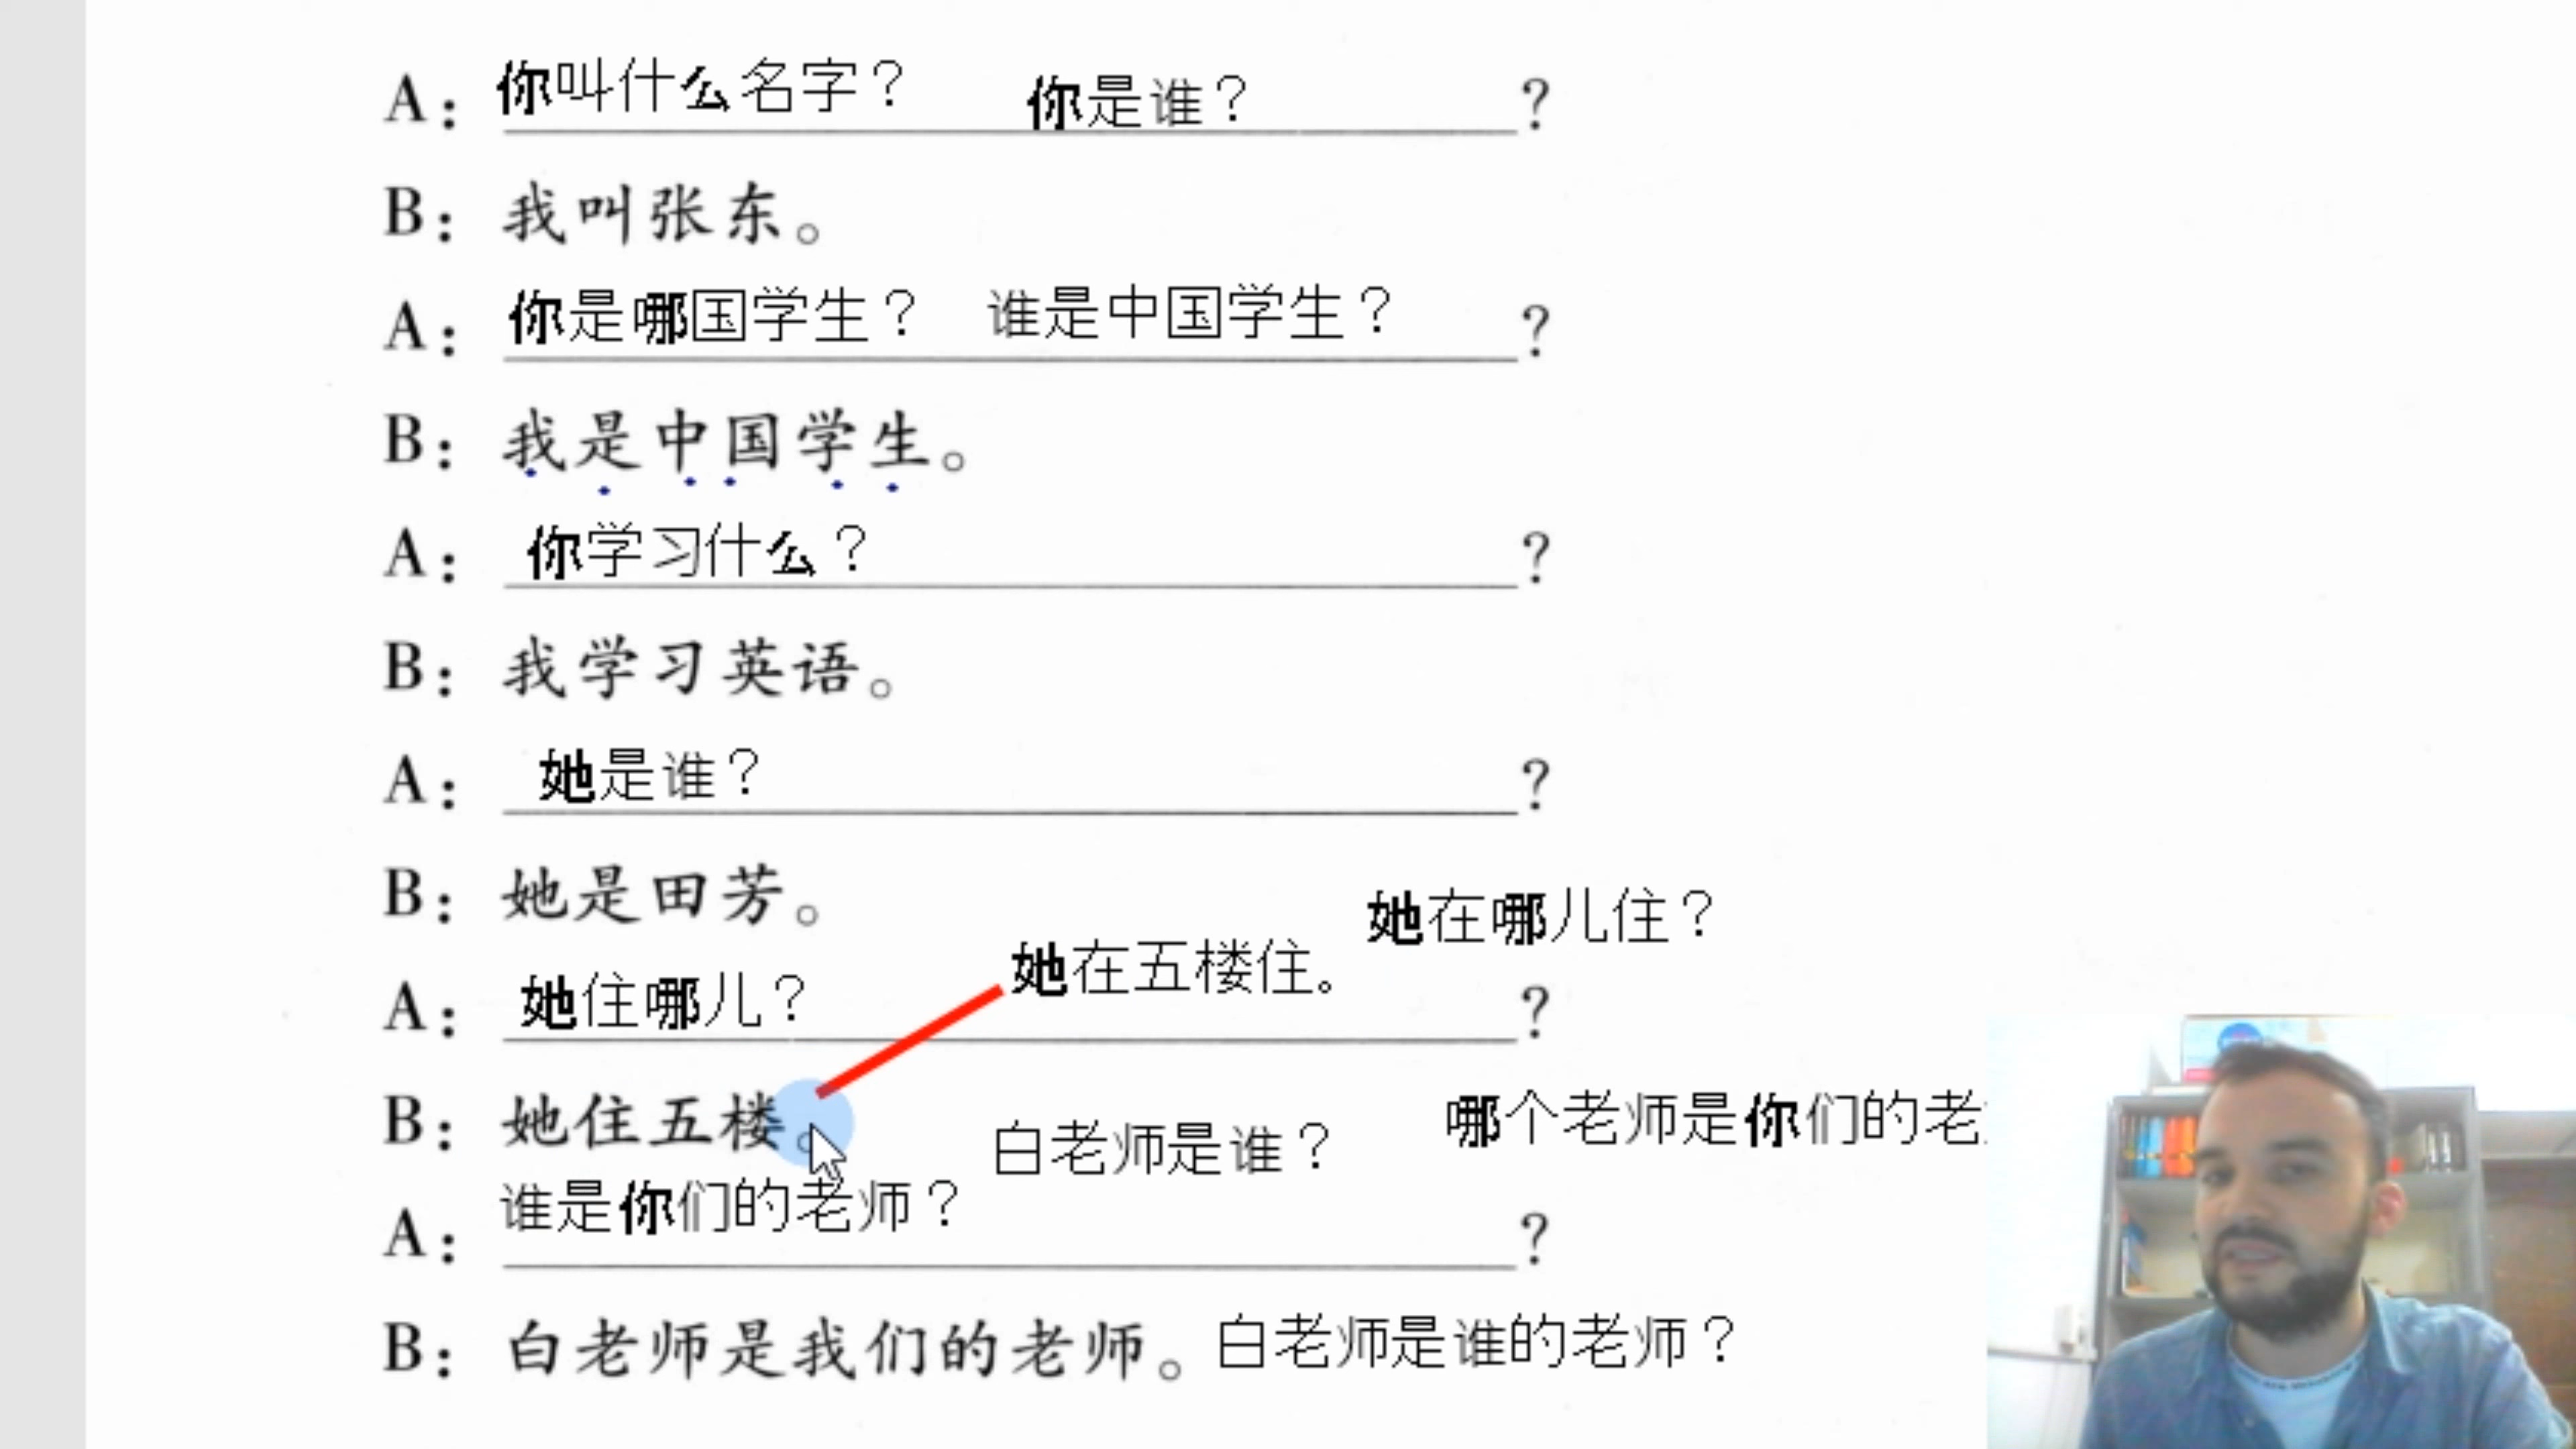 A：你叫什么名字？ 你是谁？ ?
B：我叫张东。
A：你是哪国学生？ 谁是中国学生？ ?
B：我是中国学生。
A：你学习什么？ ?
B：我学习英语。
A：她是谁？ ?
B：她是田芳。
她在哪儿住？
她在五楼住。
A：她住哪儿？ ?
B：她住五楼。
哪个老师是你们的老
白老师是谁？
A：谁是你们的老师？ ?
B：白老师是我们的老师。 白老师是谁的老师？